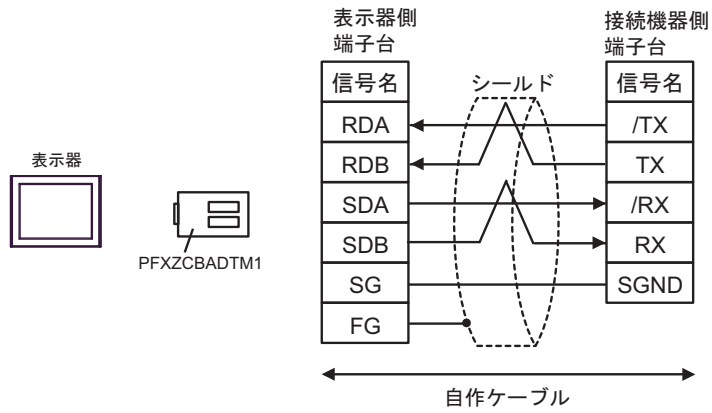 表示器側
端子台
接続機器側
端子台
信号名
シールド
信号名
RDA
/TX
RDB
TX
表示器
SDA
/RX
SDB
RX
PFXZCBADTM1
SG
SGND
FG
自作ケーブル